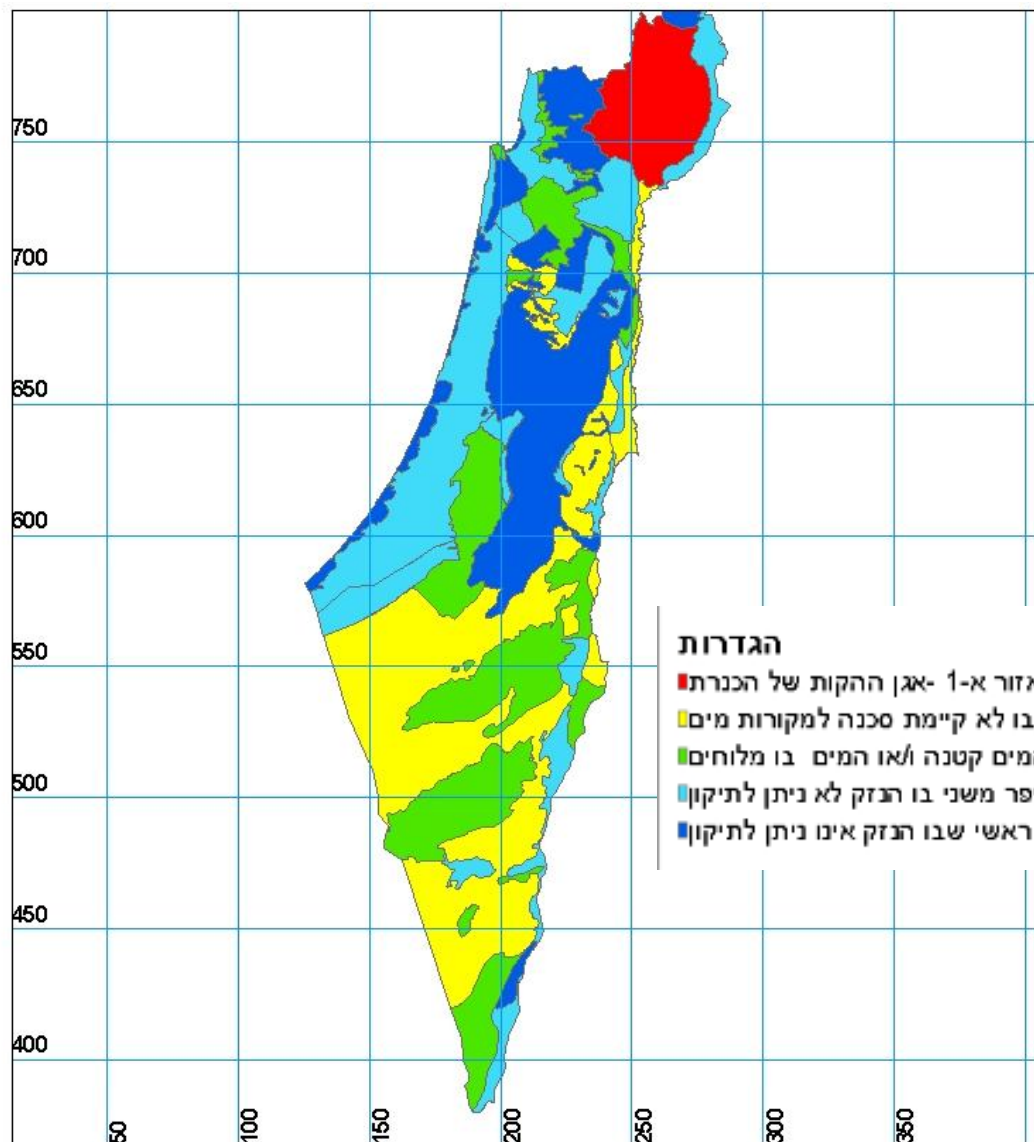 750
700
650
600
550
500
450
400
50
100
150
200
250
300
350
הגדרות
אזור א-1 -אגן ההקות של הכנרת
בו לא קיימת סכנה למקורות מים
קטנה ו/או המים בו מלוחים
משני בו הנזק לא ניתן לתיקון
ראשי שבו הנזק אינו ניתן לתיקון